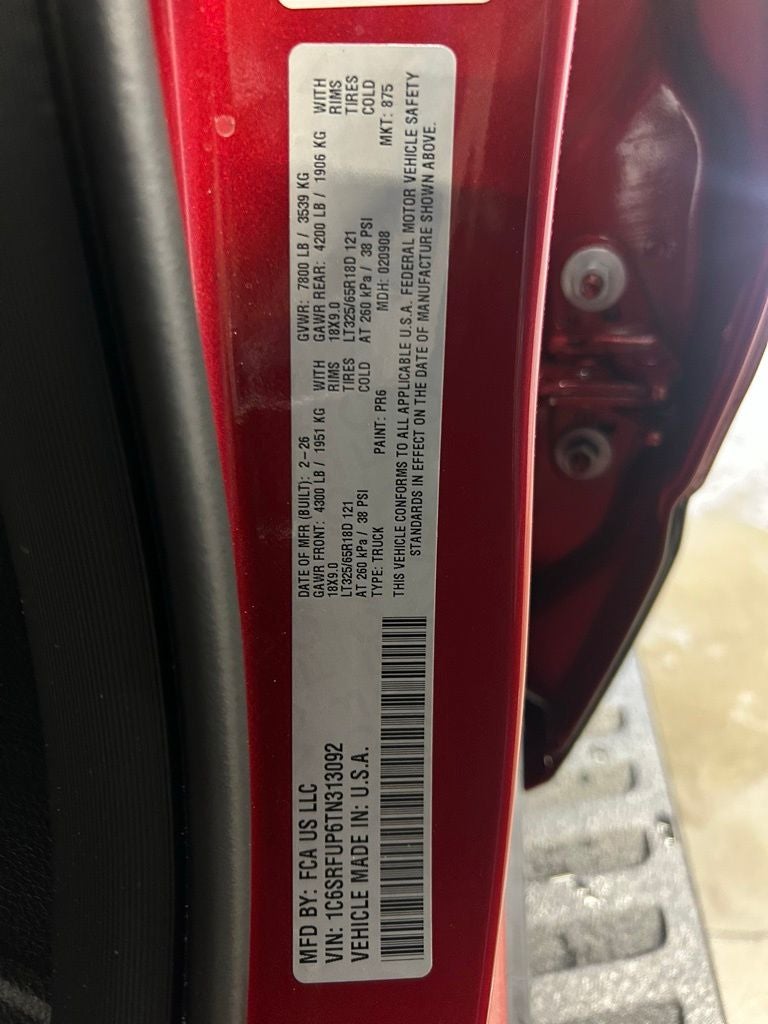 MFD BY: FCA US LLC
VIN: 1C6SRFUP6TN313092
VEHICLE MADE IN: U.S.A.
DATE OF MFR (BUILT): 2-26 GVWR: 7800 LB / 3539 KG
GAWR FRONT: 4300 LB / 1951 KG WITH GAWR REAR: 4200 LB / 1906 KG WITH
18X9.0 RIMS 18X9.0 RIMS
LT325/65R18D 121 TIRES LT325/65R18D 121 TIRES
AT 260 kPa / 38 PSI COLD AT 260 kPa / 38 PSI COLD
TYPE: TRUCK PAINT: PR6 MDH: 020908 MKT: 875
THIS VEHICLE CONFORMS TO ALL APPLICABLE U.S.A. FEDERAL MOTOR VEHICLE SAFETY
STANDARDS IN EFFECT ON THE DATE OF MANUFACTURE SHOWN ABOVE.